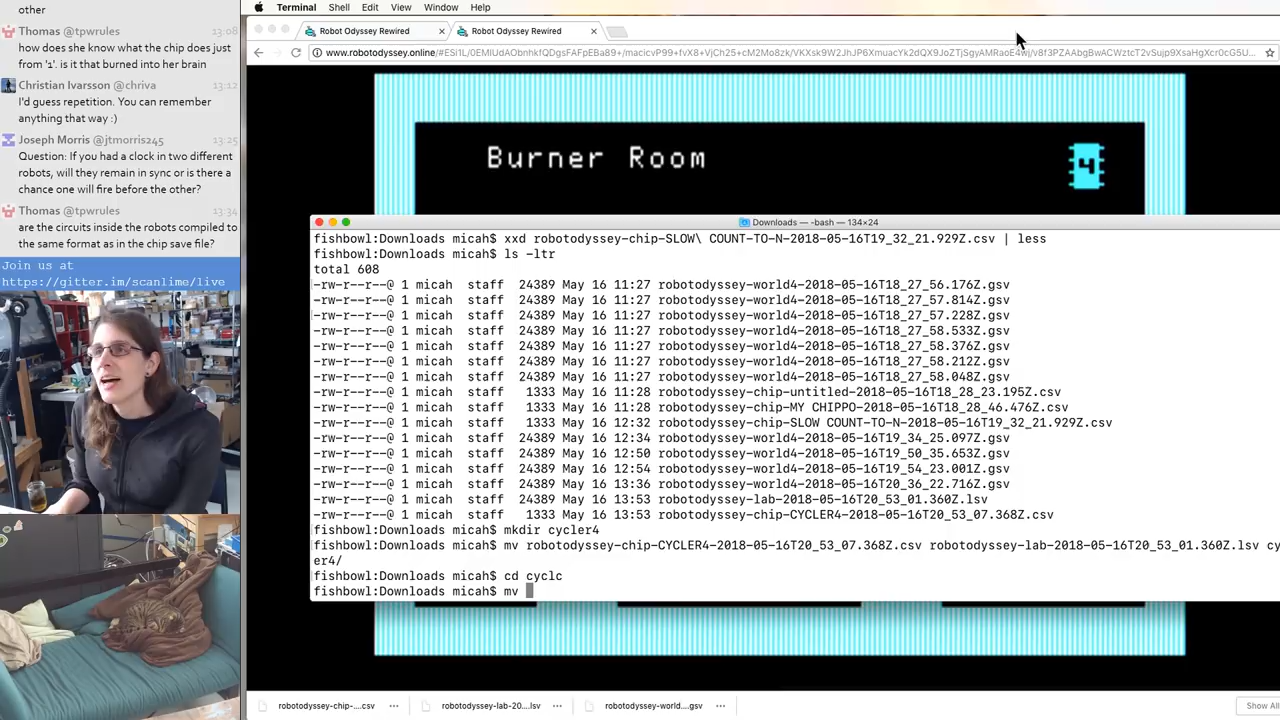 other
Thomas @tpwrules 13:08
how does she know what the chip does just
from '1'. is it that burned into her brain
Christian Ivarsson @chriva 13:12
I'd guess repetition. You can remember
anything that way :)
Joseph Morris @jtmorris245 13:25
Question: If you had a clock in two different
robots, will they remain in sync or is there a
chance one will fire before the other?
Thomas @tpwrules 13:34
are the circuits inside the robots compiled to
the same format as in the chip save file?
Join us at
https://gitter.im/scanlime/live
Terminal Shell Edit View Window Help
Robot Odyssey Rewired × Robot Odyssey Rewired ×
www.robotodyssey.online/
Burner Room 4
Downloads — -bash — 134×24
fishbowl:Downloads micah$ xxd robotodyssey-chip-SLOW\ COUNT-TO-N-2018-05-16T19_32_21.929Z.csv | less
fishbowl:Downloads micah$ ls -ltr
total 608
-rw-r--r--@ 1 micah staff 24389 May 16 11:27 robotodyssey-world4-2018-05-16T18_27_56.176Z.gsv
-rw-r--r--@ 1 micah staff 24389 May 16 11:27 robotodyssey-world4-2018-05-16T18_27_57.814Z.gsv
-rw-r--r--@ 1 micah staff 24389 May 16 11:27 robotodyssey-world4-2018-05-16T18_27_57.228Z.gsv
-rw-r--r--@ 1 micah staff 24389 May 16 11:27 robotodyssey-world4-2018-05-16T18_27_58.533Z.gsv
-rw-r--r--@ 1 micah staff 24389 May 16 11:27 robotodyssey-world4-2018-05-16T18_27_58.376Z.gsv
-rw-r--r--@ 1 micah staff 24389 May 16 11:27 robotodyssey-world4-2018-05-16T18_27_58.212Z.gsv
-rw-r--r--@ 1 micah staff 24389 May 16 11:27 robotodyssey-world4-2018-05-16T18_27_58.048Z.gsv
-rw-r--r--@ 1 micah staff 1333 May 16 11:28 robotodyssey-chip-untitled-2018-05-16T18_28_23.195Z.csv
-rw-r--r--@ 1 micah staff 1333 May 16 11:28 robotodyssey-chip-MY CHIPPO-2018-05-16T18_28_46.476Z.csv
-rw-r--r--@ 1 micah staff 1333 May 16 12:32 robotodyssey-chip-SLOW COUNT-TO-N-2018-05-16T19_32_21.929Z.csv
-rw-r--r--@ 1 micah staff 24389 May 16 12:34 robotodyssey-world4-2018-05-16T19_34_25.097Z.gsv
-rw-r--r--@ 1 micah staff 24389 May 16 12:50 robotodyssey-world4-2018-05-16T19_50_35.653Z.gsv
-rw-r--r--@ 1 micah staff 24389 May 16 12:54 robotodyssey-world4-2018-05-16T19_54_23.001Z.gsv
-rw-r--r--@ 1 micah staff 24389 May 16 13:36 robotodyssey-world4-2018-05-16T20_36_22.716Z.gsv
-rw-r--r--@ 1 micah staff 24389 May 16 13:53 robotodyssey-lab-2018-05-16T20_53_01.360Z.lsv
-rw-r--r--@ 1 micah staff 1333 May 16 13:53 robotodyssey-chip-CYCLER4-2018-05-16T20_53_07.368Z.csv
fishbowl:Downloads micah$ mkdir cycler4
fishbowl:Downloads micah$ mv robotodyssey-chip-CYCLER4-2018-05-16T20_53_07.368Z.csv robotodyssey-lab-2018-05-16T20_53_01.360Z.lsv cy
er4/
fishbowl:Downloads micah$ cd cyclc
fishbowl:Downloads micah$ mv
robotodyssey-chip-....csv robotodyssey-lab-20....lsv robotodyssey-world....gsv Show All